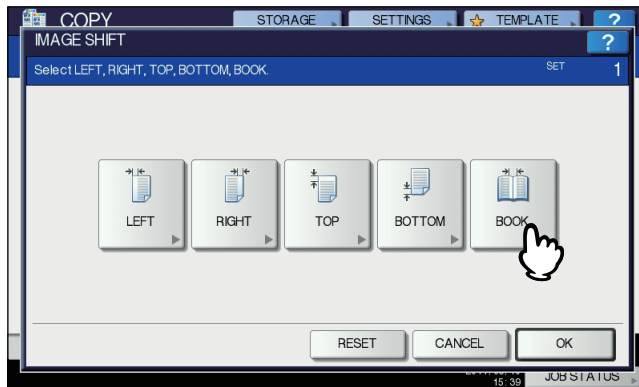 COPY
STORAGE
SETTINGS
TEMPLATE
?
IMAGE SHIFT
?
Select LEFT, RIGHT, TOP, BOTTOM, BOOK.
SET 1
LEFT
RIGHT
TOP
BOTTOM
BOOK
RESET
CANCEL
OK
15:39
JOB STATUS